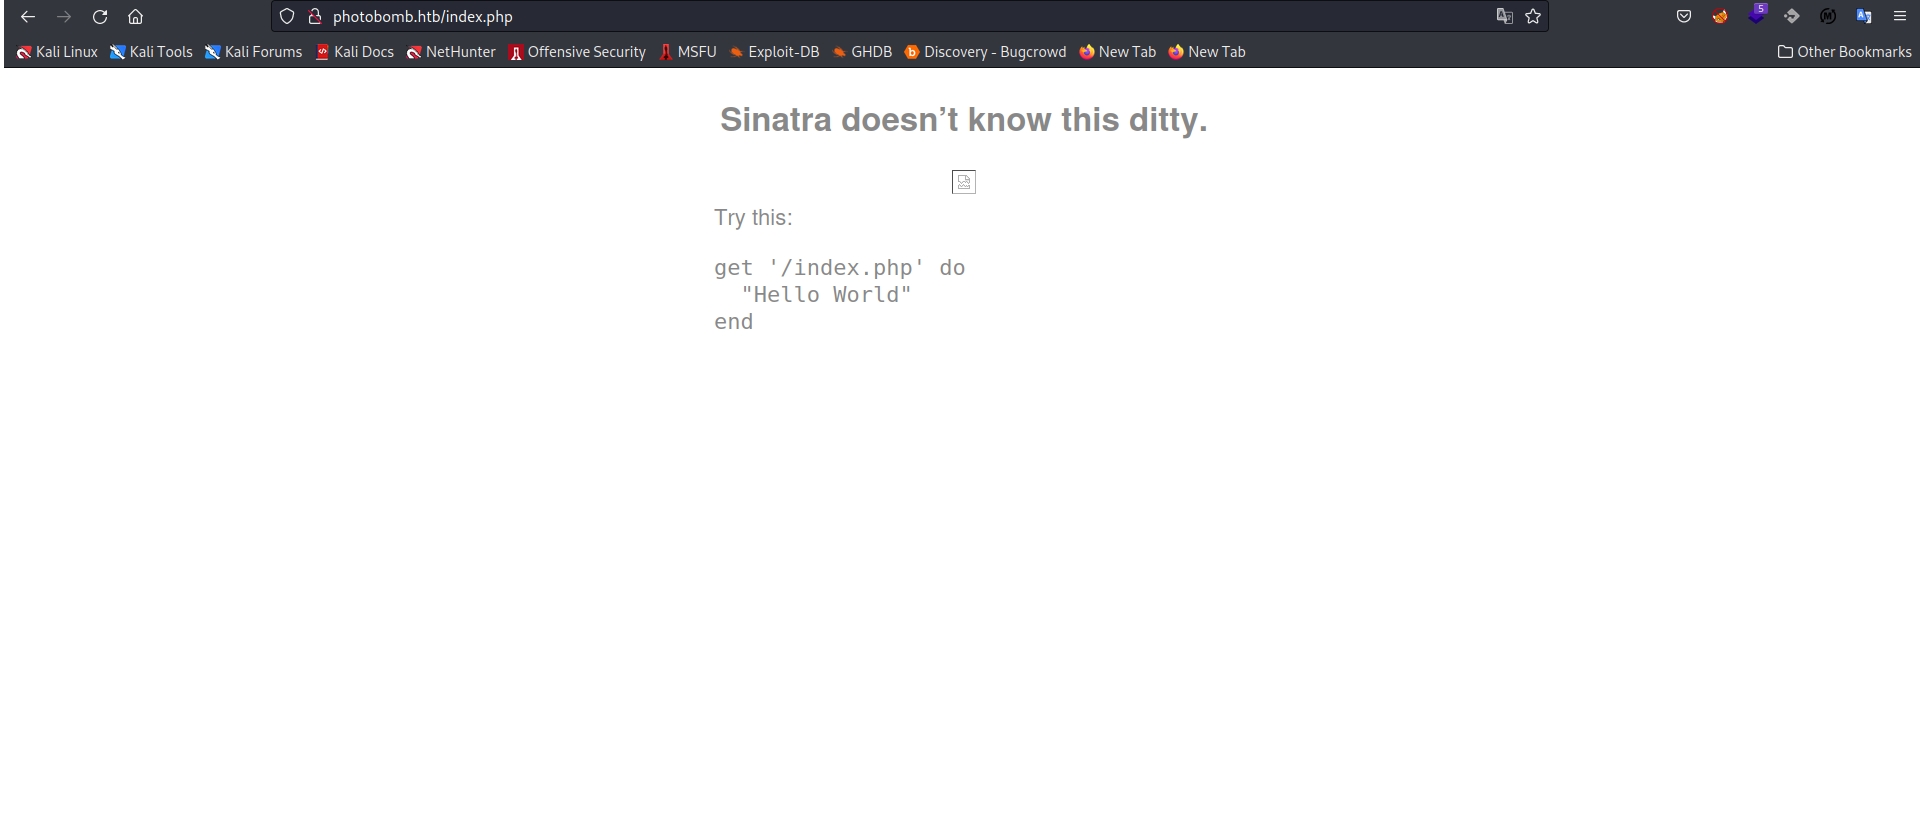 photobomb.htb/index.php
5
Kali Linux Kali Tools Kali Forums Kali Docs NetHunter Offensive Security MSFU Exploit-DB GHDB Discovery - Bugcrowd New Tab New Tab Other Bookmarks
Sinatra doesn’t know this ditty.
Try this:
get '/index.php' do
  "Hello World"
end